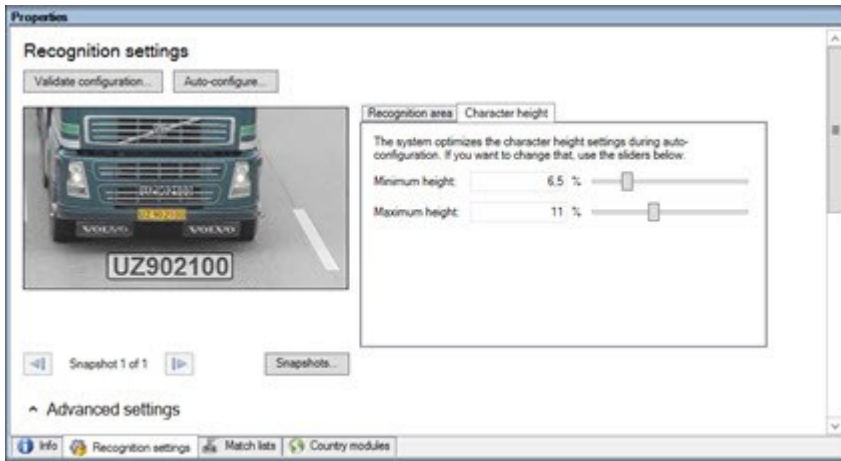 Properties
Recognition settings
Validate configuration...
Auto-configure...
Recognition area
Character height
The system optimizes the character height settings during auto-
configuration. If you want to change that, use the sliders below.
Minimum height: 6.5 %
Maximum height: 11 %
VOLVO VOLVO
UZ902100
Snapshot 1 of 1
Snapshots...
Advanced settings
Info
Recognition settings
Match lists
Country modules